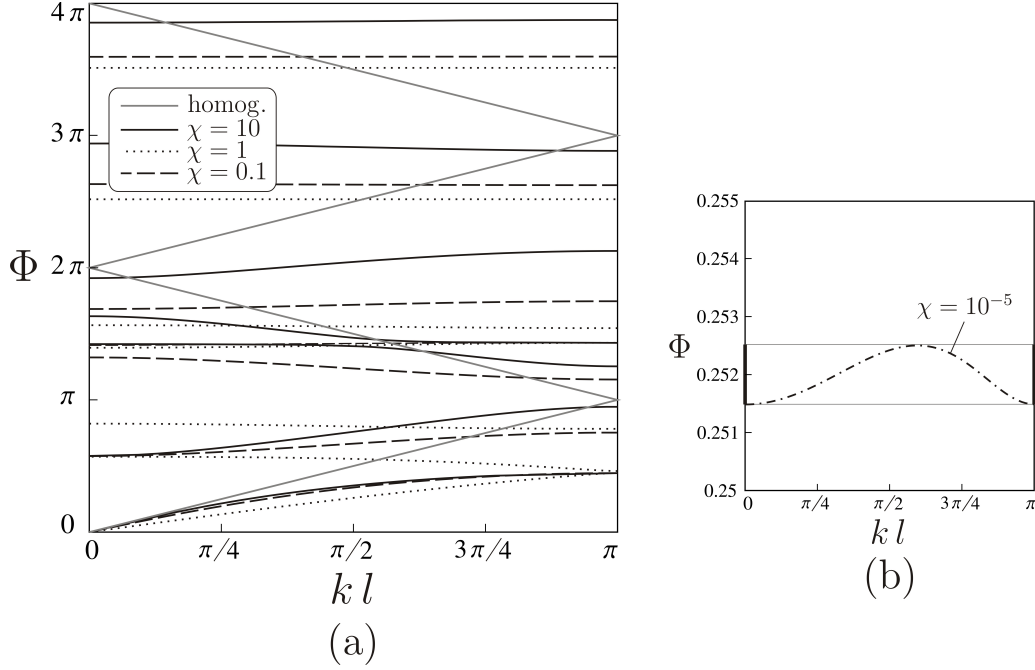 4π
3π
Φ 2π
π
0
homog.
χ = 10
χ = 1
χ = 0.1
0 π/4 π/2 3π/4 π
k l
(a)
0.255
0.254
0.253
Φ
0.252
0.251
0.25
χ = 10⁻⁵
0 π/4 π/2 3π/4 π
k l
(b)